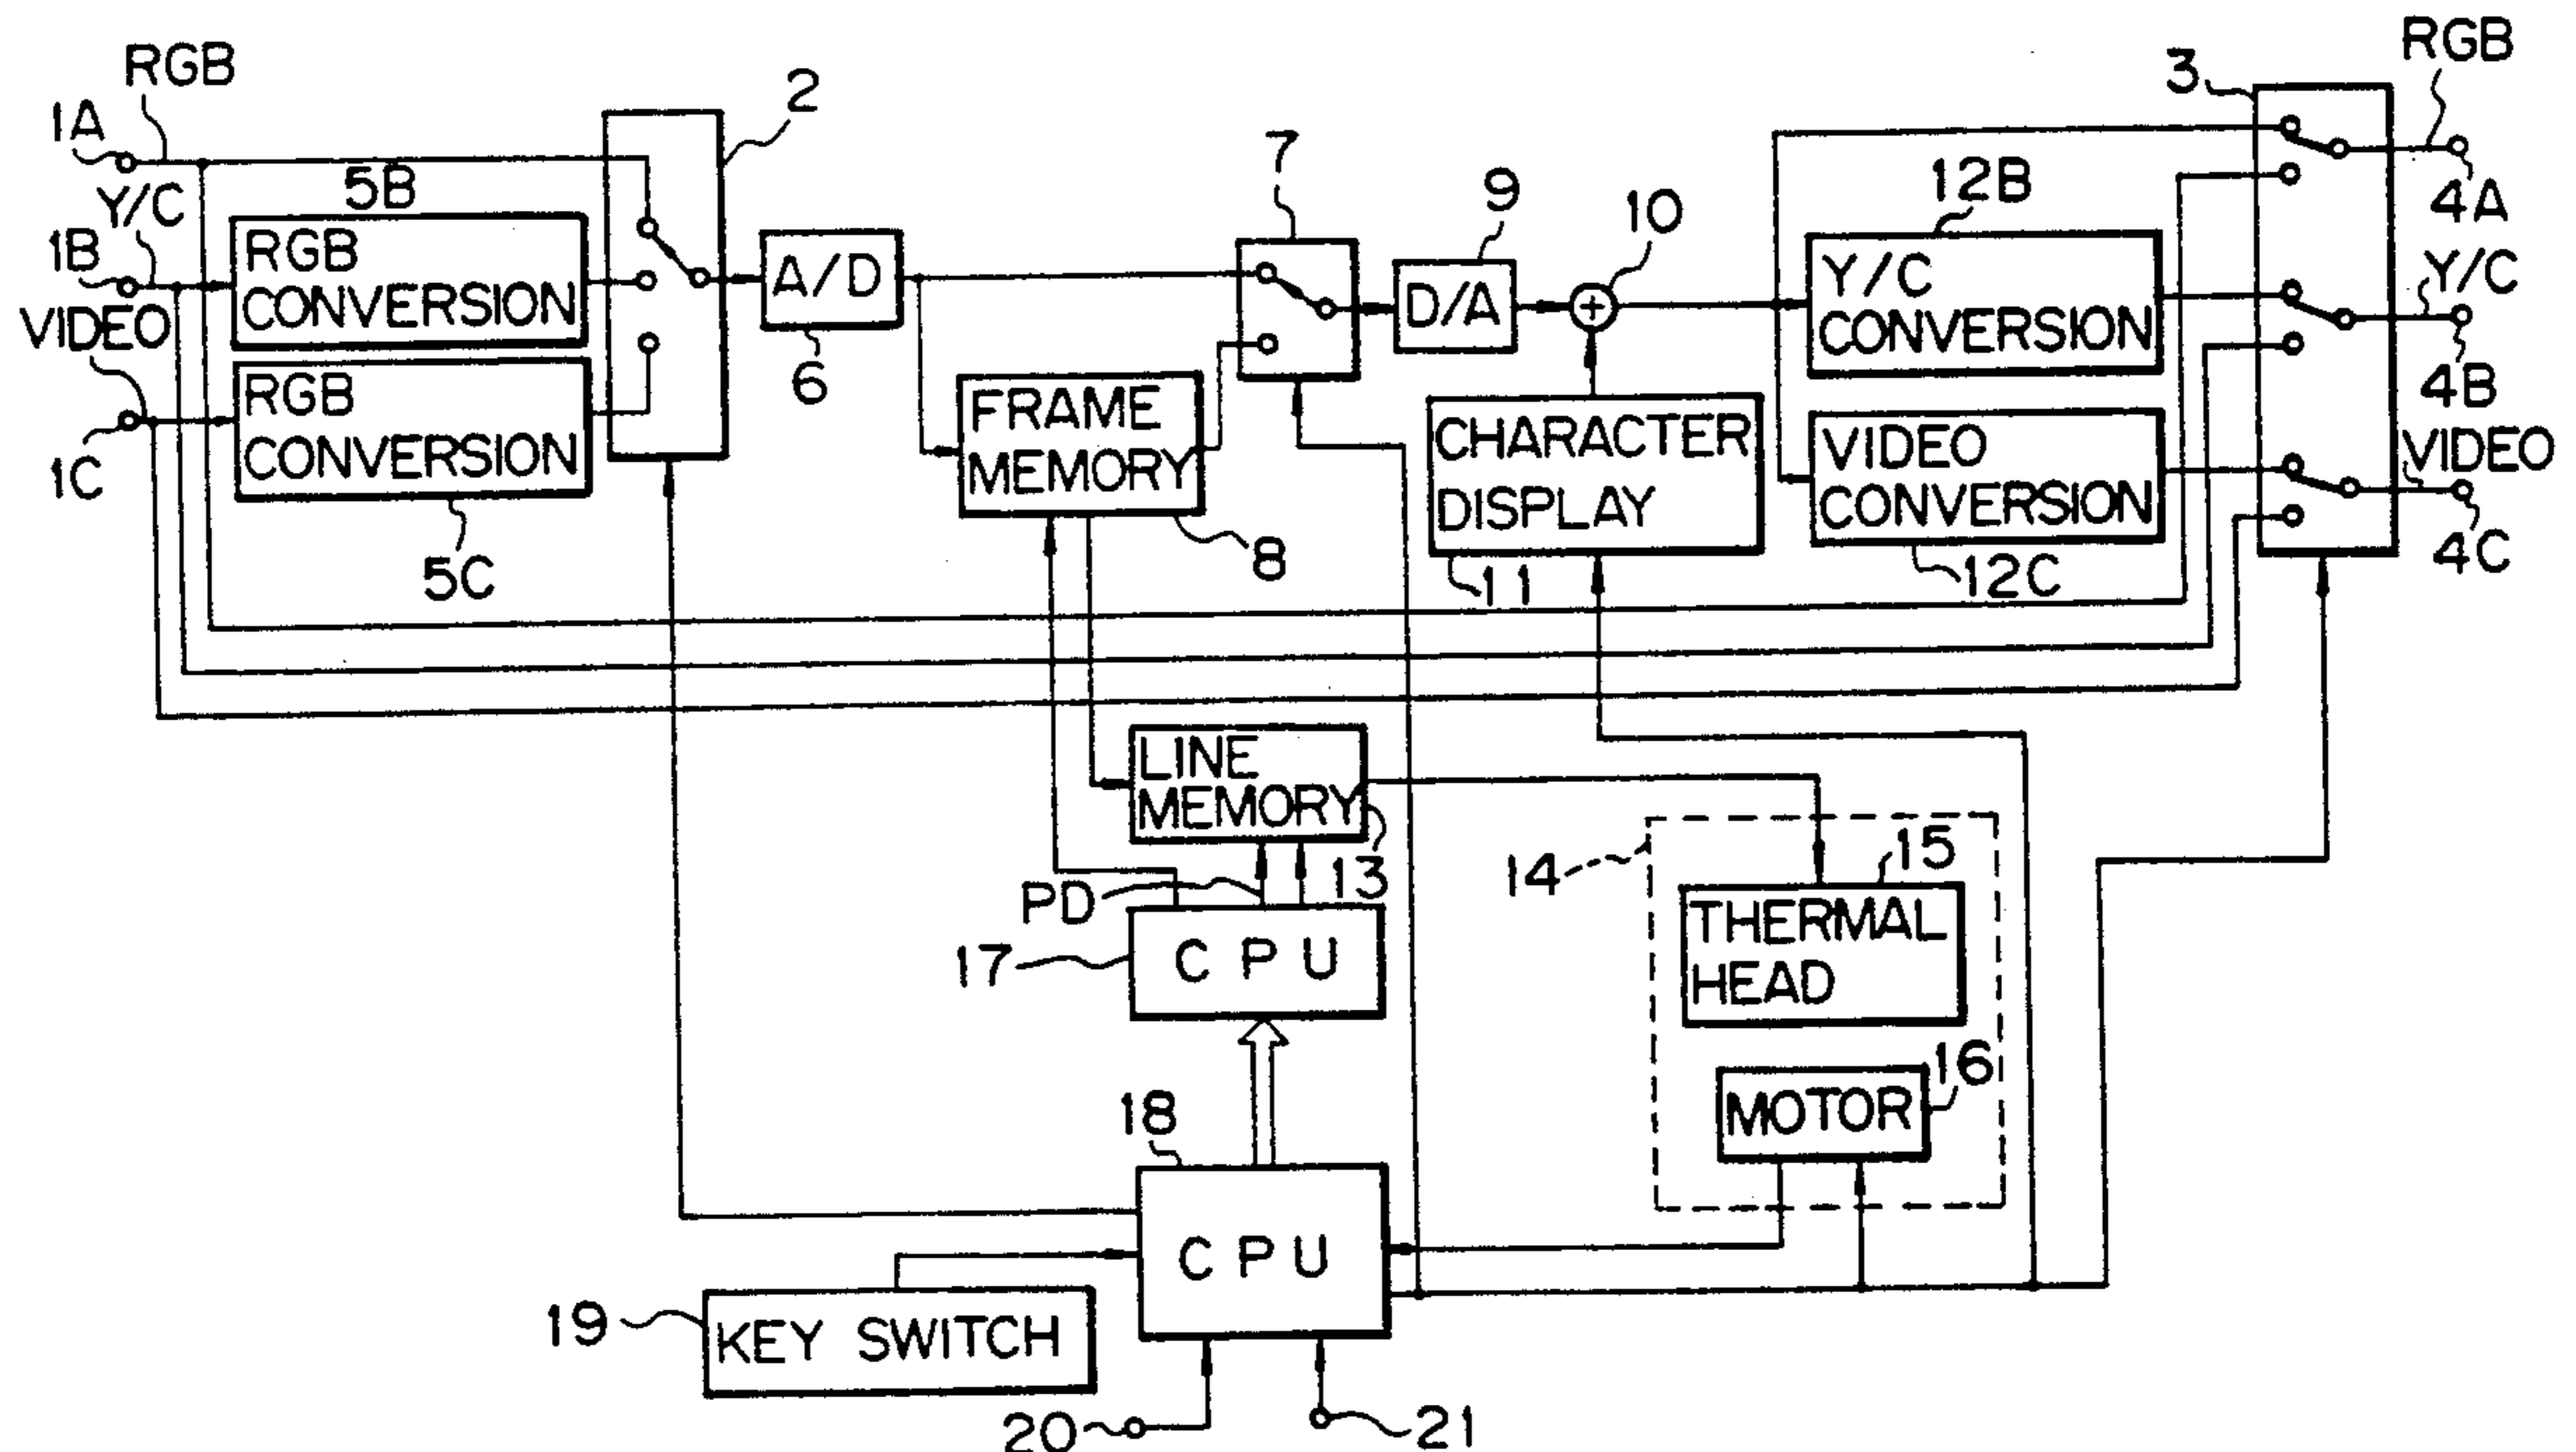 RGB
1A
Y/C
1B
VIDEO
1C
5B
RGB
CONVERSION
RGB
CONVERSION
5C
2
A/D
6
FRAME
MEMORY
8
7
D/A
9
10
CHARACTER
DISPLAY
11
12B
Y/C
CONVERSION
VIDEO
CONVERSION
12C
3
RGB
4A
Y/C
4B
VIDEO
4C
LINE
MEMORY
13
PD
17
CPU
14
15
THERMAL
HEAD
16
MOTOR
18
CPU
19
KEY SWITCH
20
21